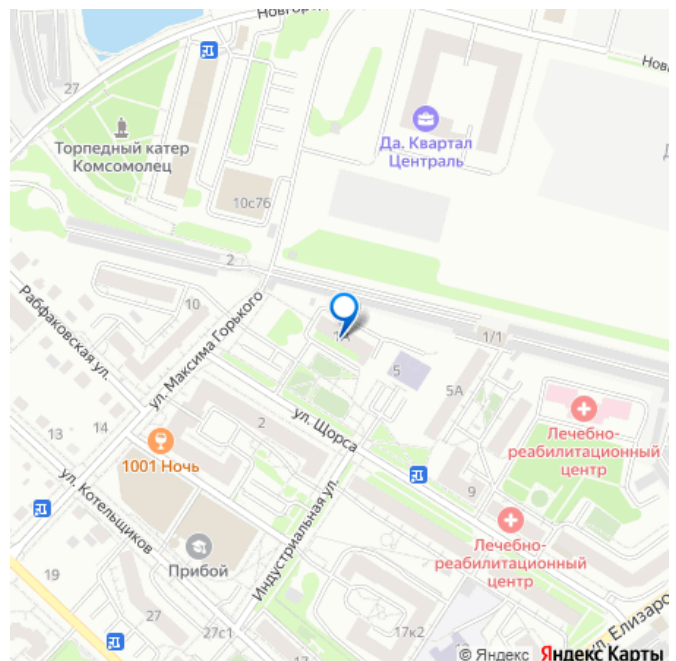 27
Торпедный катер
Комсомолец
Да. Квартал
Централь
10с7б
2
10
ул. Максима Горького
Рабфаковская ул.
1А
1/1
5
5А
ул. Щорса
2
13
14
1001 Ночь
Лечебно-
реабилитационный
центр
9
ул. Котельщиков
Индустриальная ул.
Лечебно-
реабилитационный
центр
Прибой
19
27
27с1
17к2
© Яндекс Яндекс Карты